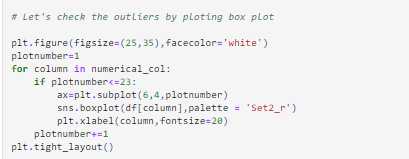 # Let's check the outliers by ploting box plot
plt.figure(figsize=(25,35),facecolor='white')
plotnumber=1
for column in numerical_col:
    if plotnumber<=23:
        ax=plt.subplot(6,4,plotnumber)
        sns.boxplot(df[column],palette = 'Set2_r')
        plt.xlabel(column,fontsize=20)
    plotnumber+=1
plt.tight_layout()